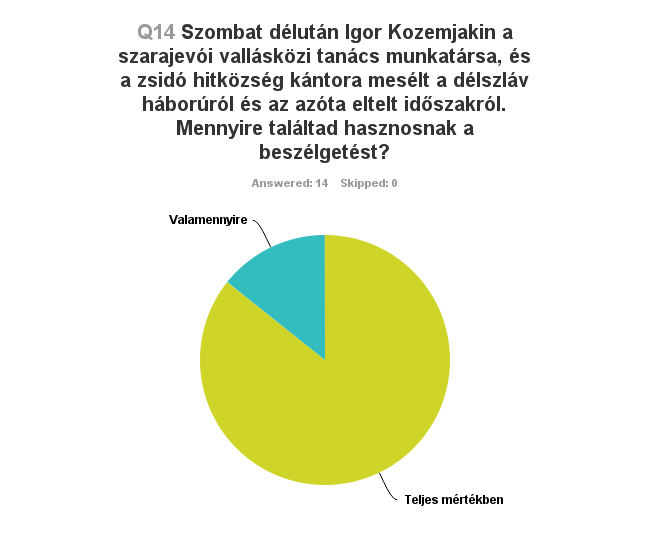 Q14 Szombat délután Igor Kozemjakin a
szarajevói vallásközi tanács munkatársa, és
a zsidó hitközség kántora mesélt a délszláv
háborúról és az azóta eltelt időszakról.
Mennyire találtad hasznosnak a
beszélgetést?
Answered: 14 Skipped: 0
Valamennyire
Teljes mértékben